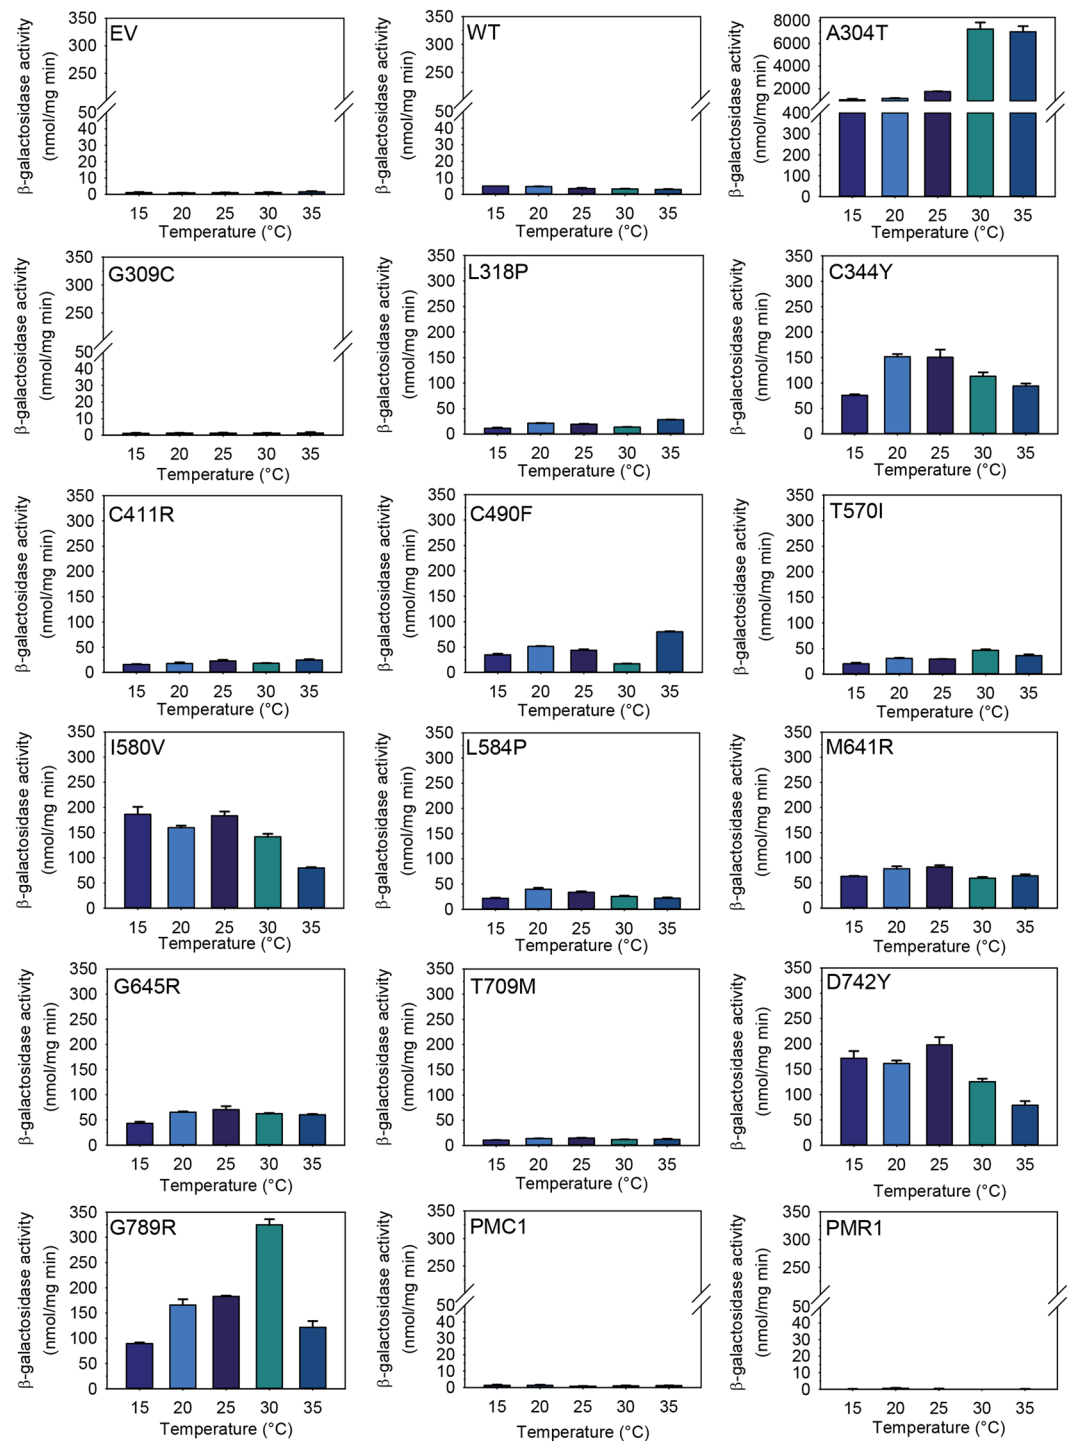 EV
β-galactosidase activity
(nmol/mg min)
350
300
250
50
40
30
20
10
0
15 20 25 30 35
Temperature (°C)
WT
β-galactosidase activity
(nmol/mg min)
350
300
250
50
40
30
20
10
0
15 20 25 30 35
Temperature (°C)
A304T
β-galactosidase activity
(nmol/mg min)
8000
6000
4000
2000
400
300
200
100
0
15 20 25 30 35
Temperature (°C)
G309C
β-galactosidase activity
(nmol/mg min)
350
300
250
50
40
30
20
10
0
15 20 25 30 35
Temperature (°C)
L318P
β-galactosidase activity
(nmol/mg min)
350
300
250
200
150
100
50
0
15 20 25 30 35
Temperature (°C)
C344Y
β-galactosidase activity
(nmol/mg min)
350
300
250
200
150
100
50
0
15 20 25 30 35
Temperature (°C)
C411R
β-galactosidase activity
(nmol/mg min)
350
300
250
200
150
100
50
0
15 20 25 30 35
Temperature (°C)
C490F
β-galactosidase activity
(nmol/mg min)
350
300
250
200
150
100
50
0
15 20 25 30 35
Temperature (°C)
T570I
β-galactosidase activity
(nmol/mg min)
350
300
250
200
150
100
50
0
15 20 25 30 35
Temperature (°C)
I580V
β-galactosidase activity
(nmol/mg min)
350
300
250
200
150
100
50
0
15 20 25 30 35
Temperature (°C)
L584P
β-galactosidase activity
(nmol/mg min)
350
300
250
200
150
100
50
0
15 20 25 30 35
Temperature (°C)
M641R
β-galactosidase activity
(nmol/mg min)
350
300
250
200
150
100
50
0
15 20 25 30 35
Temperature (°C)
G645R
β-galactosidase activity
(nmol/mg min)
350
300
250
200
150
100
50
0
15 20 25 30 35
Temperature (°C)
T709M
β-galactosidase activity
(nmol/mg min)
350
300
250
200
150
100
50
0
15 20 25 30 35
Temperature (°C)
D742Y
β-galactosidase activity
(nmol/mg min)
350
300
250
200
150
100
50
0
15 20 25 30 35
Temperature (°C)
G789R
β-galactosidase activity
(nmol/mg min)
350
300
250
200
150
100
50
0
15 20 25 30 35
Temperature (°C)
PMC1
β-galactosidase activity
(nmol/mg min)
350
300
250
50
40
30
20
10
0
15 20 25 30 35
Temperature (°C)
PMR1
β-galactosidase activity
(nmol/mg min)
350
300
250
50
40
30
20
10
0
15 20 25 30 35
Temperature (°C)